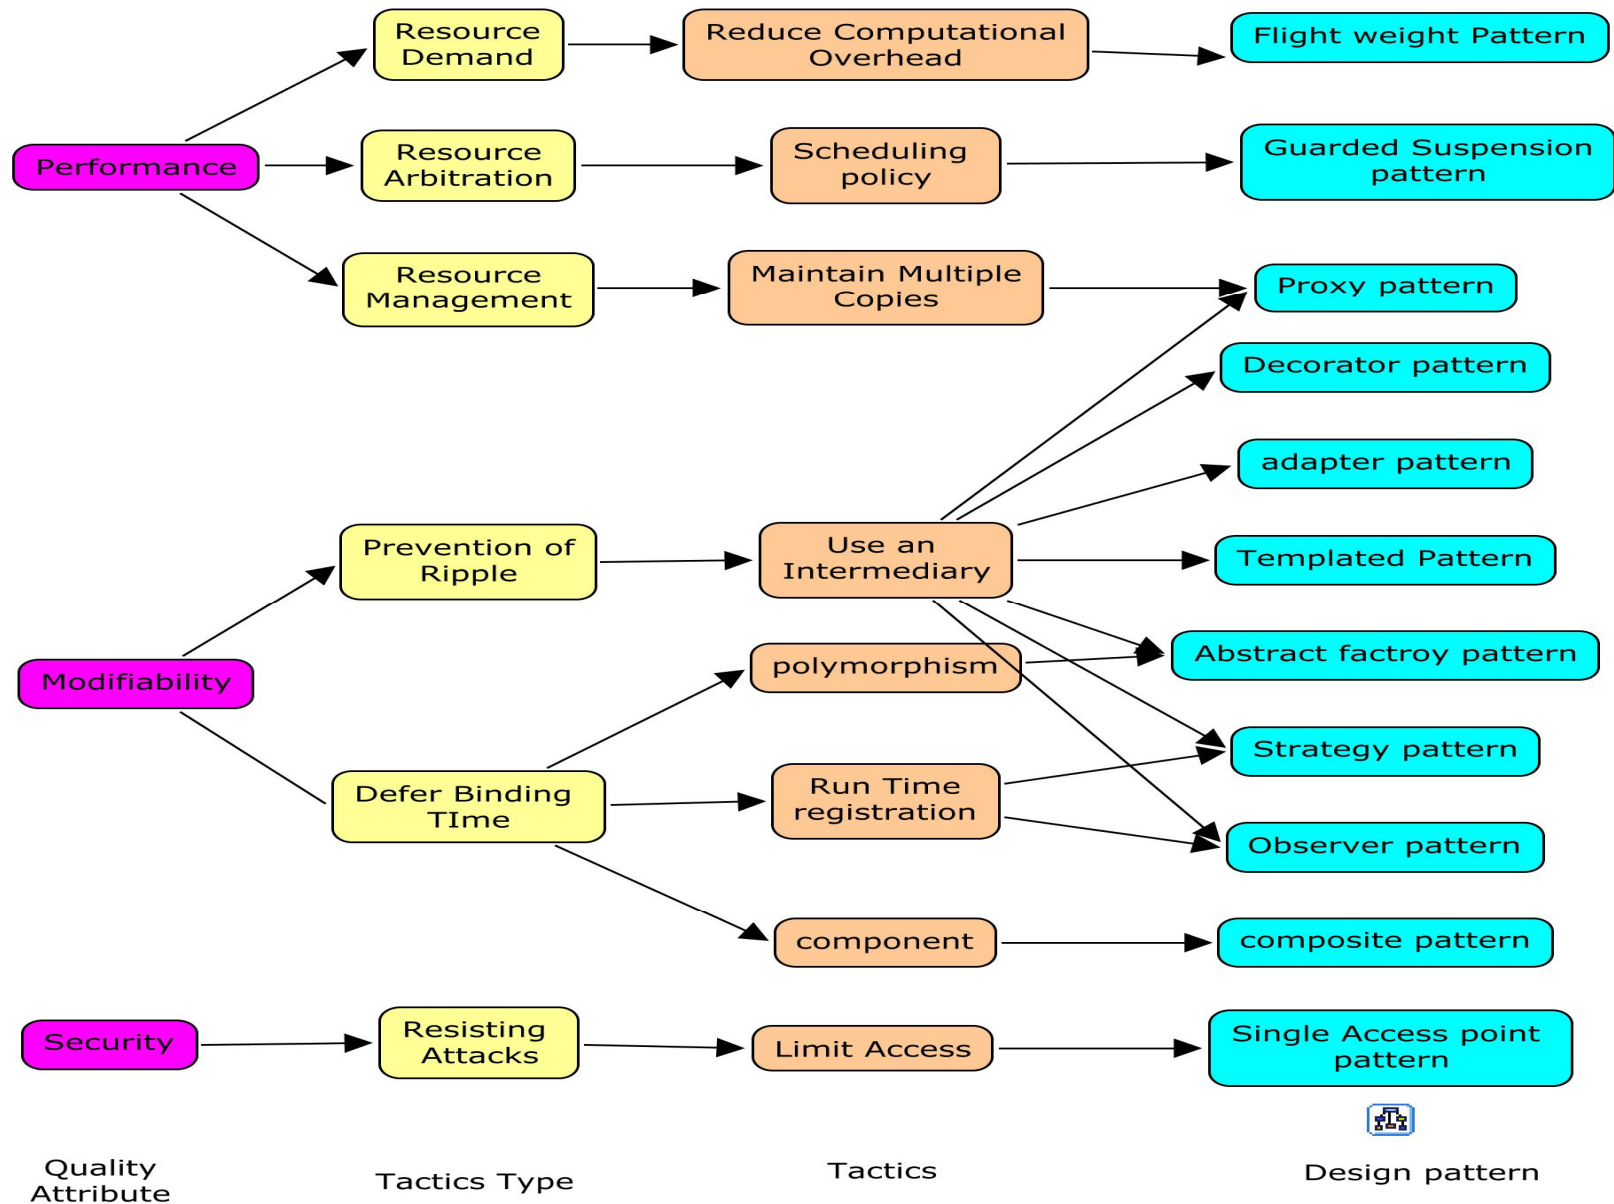 Resource
Demand
Reduce Computational
Overhead
Flight weight Pattern
Performance
Resource
Arbitration
Scheduling
policy
Guarded Suspension
pattern
Resource
Management
Maintain Multiple
Copies
Proxy pattern
Decorator pattern
adapter pattern
Prevention of
Ripple
Use an
Intermediary
Templated Pattern
Modifiability
polymorphism
Abstract factroy pattern
Strategy pattern
Defer Binding
TIme
Run Time
registration
Observer pattern
component
composite pattern
Security
Resisting
Attacks
Limit Access
Single Access point
pattern
Quality
Attribute
Tactics Type
Tactics
Design pattern